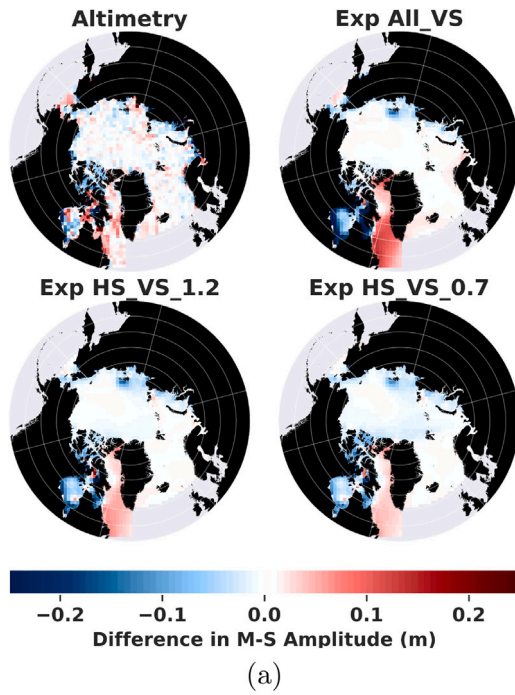 Altimetry Exp All_VS
Exp HS_VS_1.2 Exp HS_VS_0.7
−0.2 −0.1 0.0 0.1 0.2
Difference in M-S Amplitude (m)
(a)